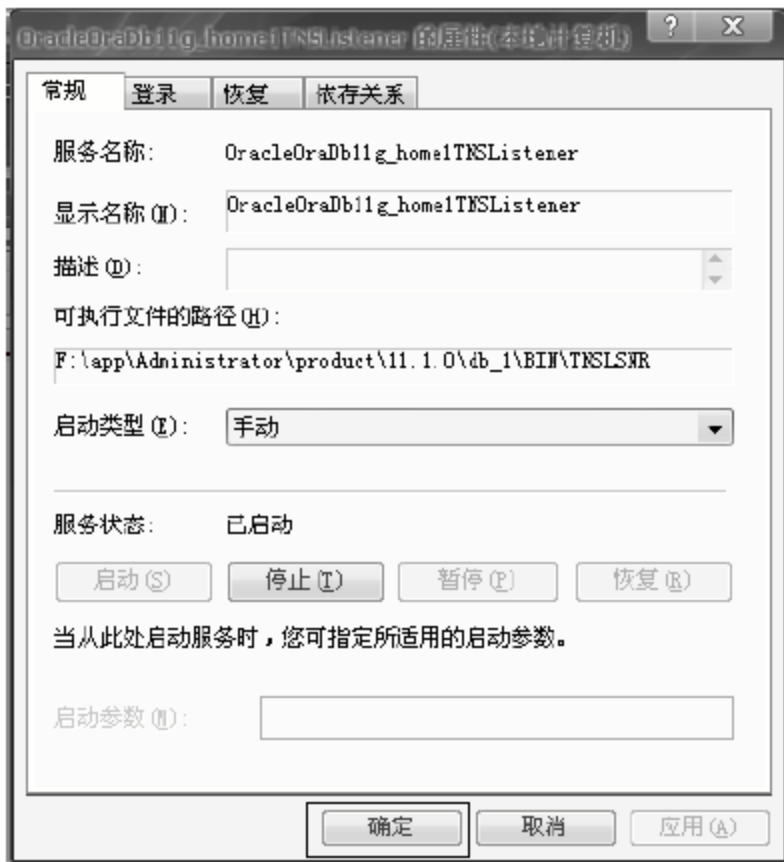 OracleOraDb11g_home1TNSListener 的属性(本地计算机)
常规 登录 恢复 依存关系
服务名称: OracleOraDb11g_home1TNSListener
显示名称(N): OracleOraDb11g_home1TNSListener
描述(D):
可执行文件的路径(H):
F:\app\Administrator\product\11.1.0\db_1\BIN\TNSLSNR
启动类型(E): 手动
服务状态: 已启动
启动(S) 停止(T) 暂停(P) 恢复(R)
当从此处启动服务时，您可指定所适用的启动参数。
启动参数(M):
确定 取消 应用(A)